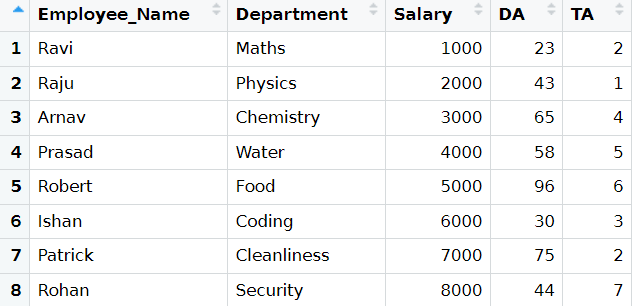 Employee_Name Department Salary DA TA
1 Ravi Maths 1000 23 2
2 Raju Physics 2000 43 1
3 Arnav Chemistry 3000 65 4
4 Prasad Water 4000 58 5
5 Robert Food 5000 96 6
6 Ishan Coding 6000 30 3
7 Patrick Cleanliness 7000 75 2
8 Rohan Security 8000 44 7